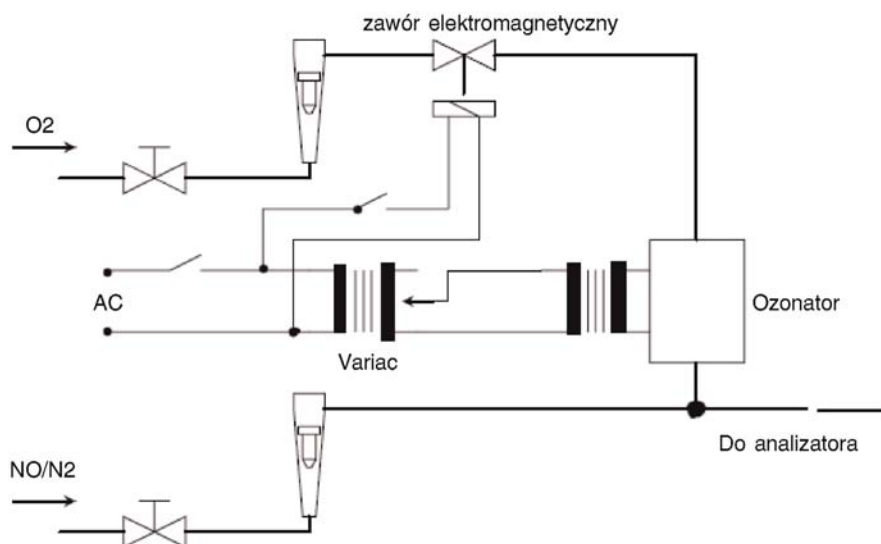 zawór elektromagnetyczny
O2
AC
Variac
Ozonator
NO/N2
Do analizatora